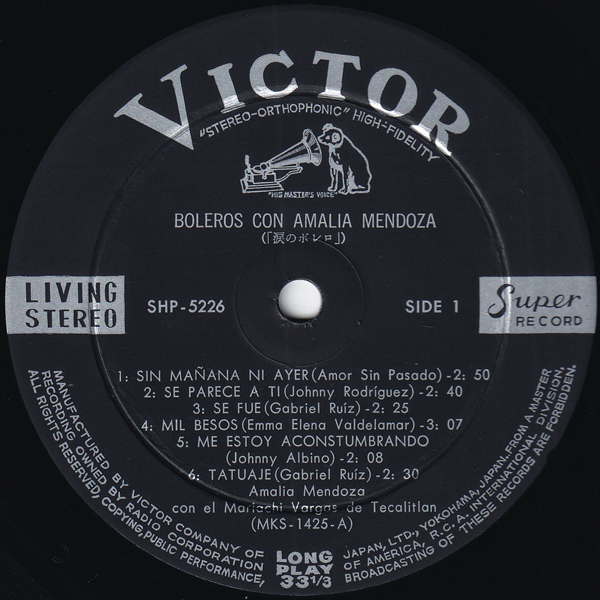 VICTOR
"STEREO-ORTHOPHONIC" HIGH-FIDELITY
"HIS MASTER'S VOICE"
BOLEROS CON AMALIA MENDOZA
(「涙のボレロ」)
LIVING
STEREO
SHP-5226
SIDE 1
Super
RECORD
1: SIN MAÑANA NI AYER (Amor Sin Pasado)-2: 50
2: SE PARECE A TI (Johnny Rodríguez)-2: 40
3: SE FUE (Gabriel Ruíz)-2: 25
4: MIL BESOS (Emma Elena Valdelamar)-3: 07
5: ME ESTOY ACONSTUMBRANDO
(Johnny Albino)-2: 08
6: TATUAJE (Gabriel Ruíz)-2: 30
Amalia Mendoza
con el Mariachi Vargas de Tecalitlan
(MKS-1425-A)
MANUFACTURED BY VICTOR COMPANY OF JAPAN, LTD., YOKOHAMA, JAPAN. FROM A MASTER
RECORDING OWNED BY RADIO CORPORATION OF AMERICA, R.C.A. INTERNATIONAL DIVISION.
ALL RIGHTS RESERVED, COPYING, PUBLIC PERFORMANCE, BROADCASTING OF THESE RECORDS ARE FORBIDDEN.
LONG
PLAY
33 1/3